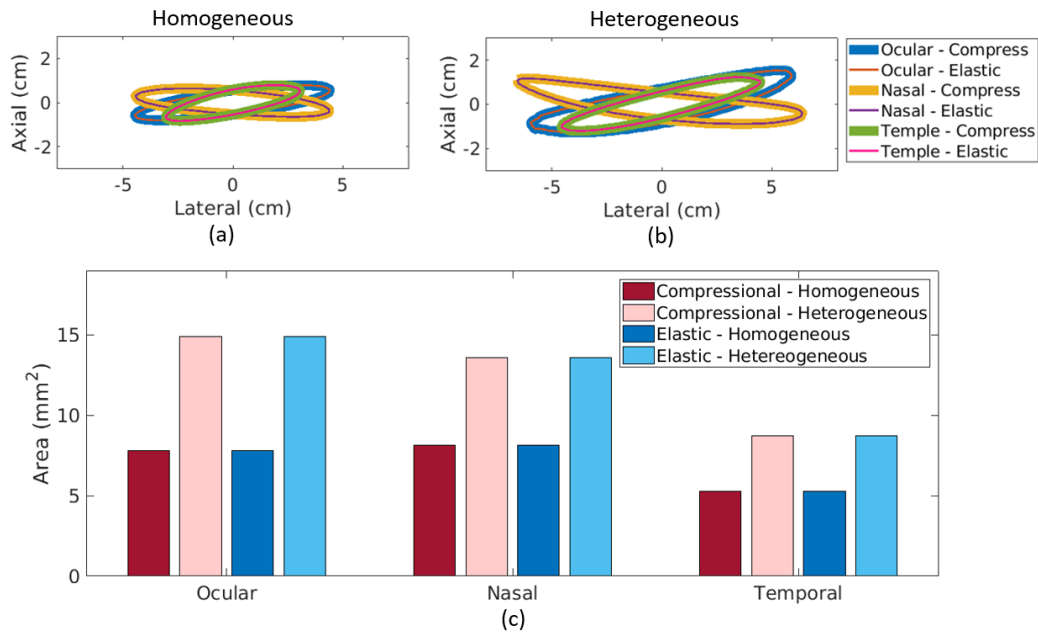 Homogeneous
Heterogeneous
Axial (cm)
2
0
-2
-5
0
5
Lateral (cm)
(a)
Axial (cm)
2
0
-2
-5
0
5
Lateral (cm)
(b)
Ocular - Compress
Ocular - Elastic
Nasal - Compress
Nasal - Elastic
Temple - Compress
Temple - Elastic
Area (mm²)
15
10
5
0
Compressional - Homogeneous
Compressional - Heterogeneous
Elastic - Homogeneous
Elastic - Hetereogeneous
Ocular
Nasal
Temporal
(c)